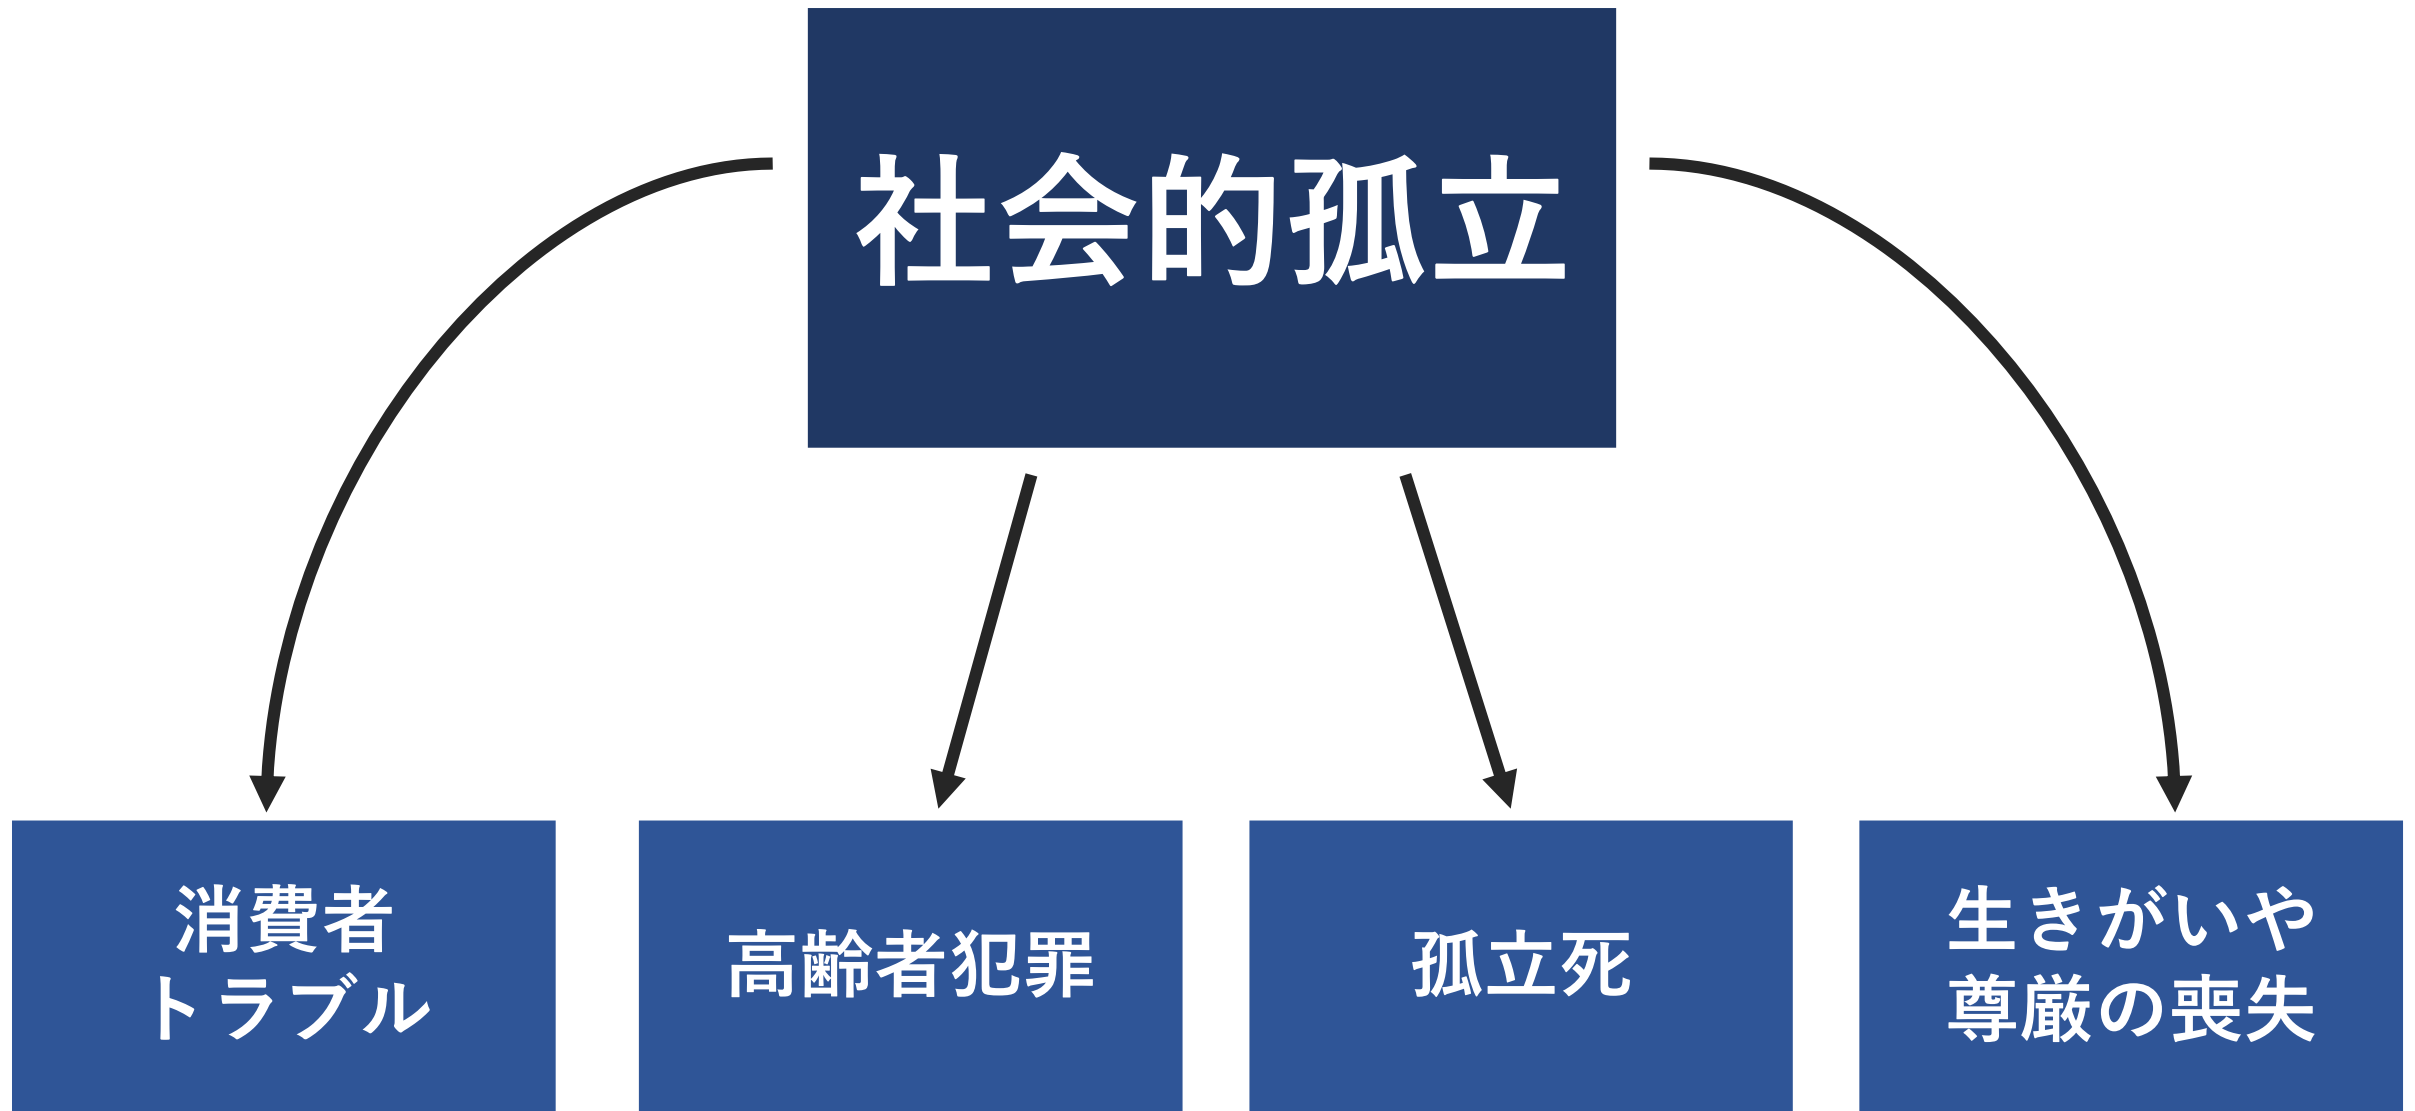 社会的孤立
消費者
トラブル
高齢者犯罪
孤立死
生きがいや
尊厳の喪失